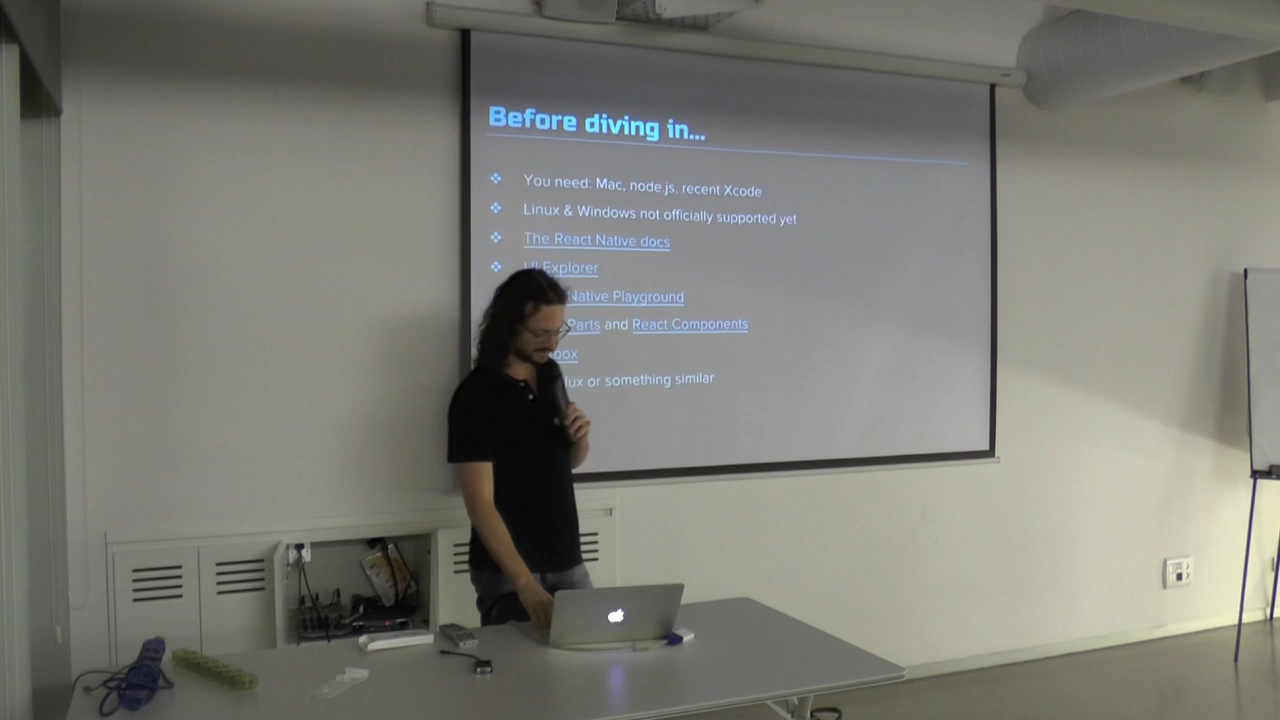 Before diving in...
You need: Mac, node.js, recent Xcode
Linux & Windows not officially supported yet
The React Native docs
UI Explorer
Native Playground
Parts and React Components
or something similar